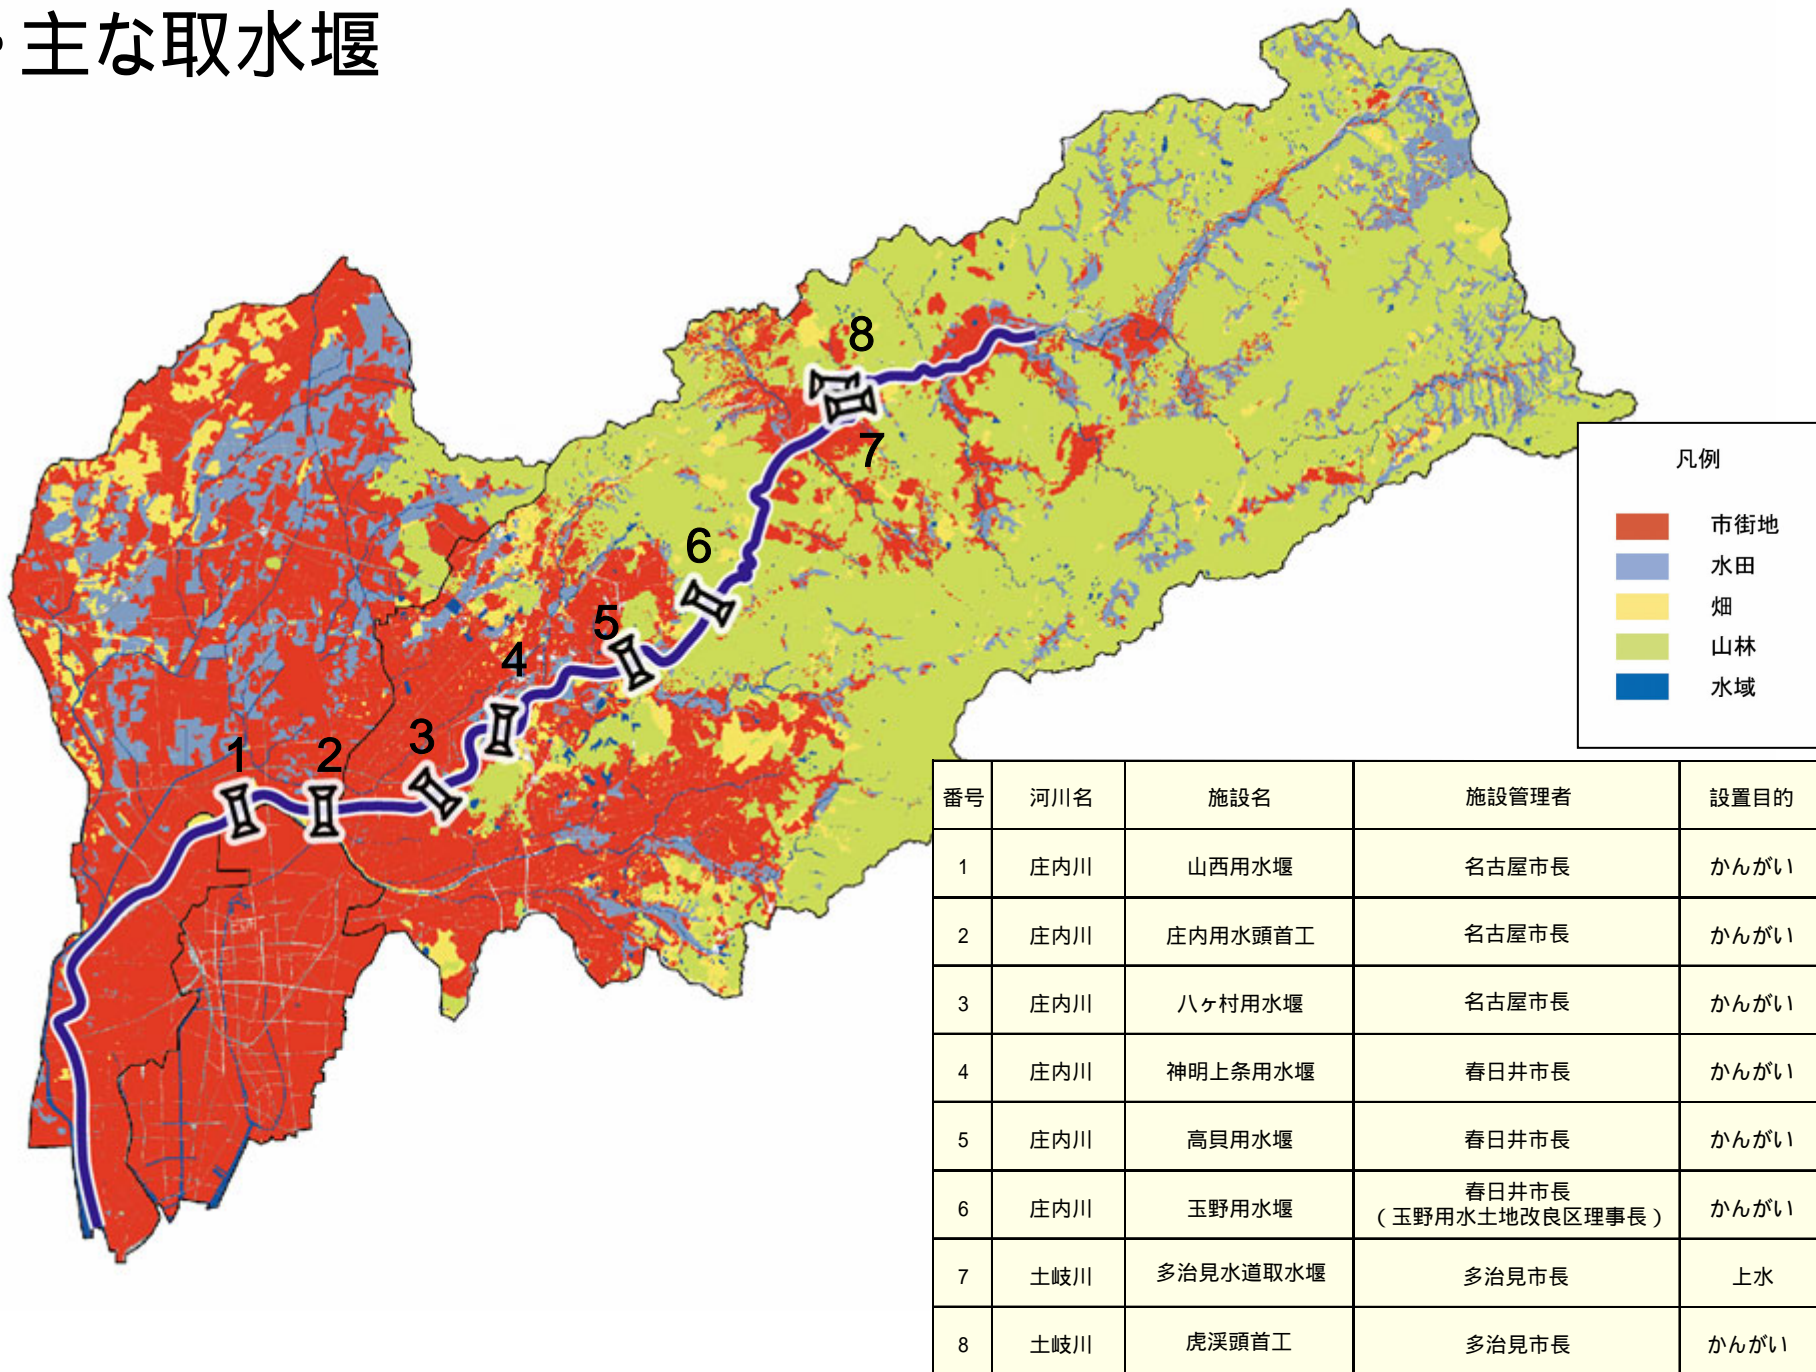 ・主な取水堰
8
7
6
5
4
3
2
1
凡例
市街地
水田
畑
山林
水域
番号 河川名 施設名 施設管理者 設置目的
1 庄内川 山西用水堰 名古屋市長 かんがい
2 庄内川 庄内用水頭首工 名古屋市長 かんがい
3 庄内川 八ヶ村用水堰 名古屋市長 かんがい
4 庄内川 神明上条用水堰 春日井市長 かんがい
5 庄内川 高貝用水堰 春日井市長 かんがい
6 庄内川 玉野用水堰 春日井市長 かんがい
（玉野用水土地改良区理事長）
7 土岐川 多治見水道取水堰 多治見市長 上水
8 土岐川 虎渓頭首工 多治見市長 かんがい